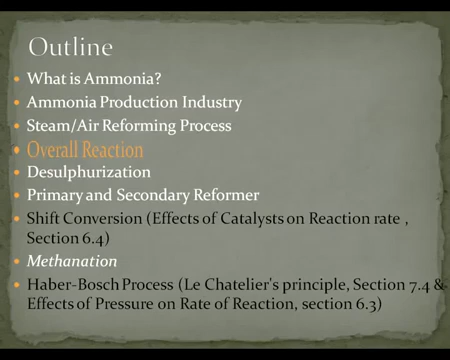 Outline
What is Ammonia?
Ammonia Production Industry
Steam/Air Reforming Process
Overall Reaction
Desulphurization
Primary and Secondary Reformer
Shift Conversion (Effects of Catalysts on Reaction rate ,
Section 6.4)
Methanation
Haber-Bosch Process (Le Chatelier's principle, Section 7.4 &
Effects of Pressure on Rate of Reaction, section 6.3)